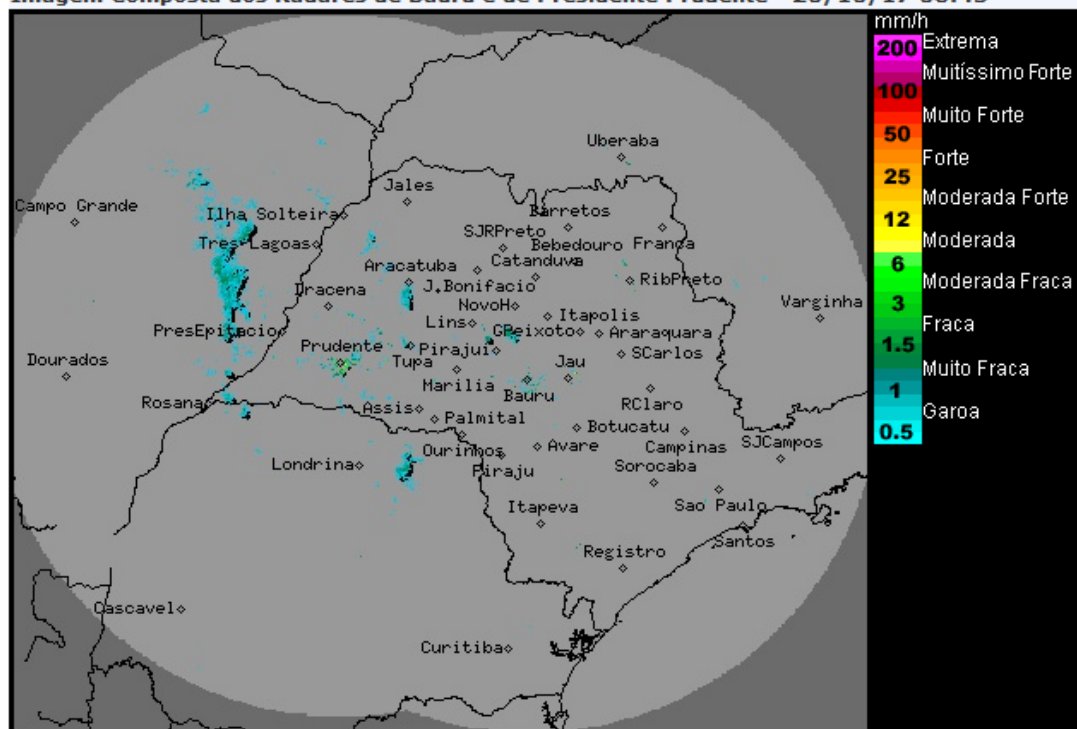 Imagem Composta dos Radares de Bauru e de Presidente Prudente -
mm/h
200 Extrema
Muitíssimo Forte
100
Muito Forte
50
Forte
25
Moderada Forte
12
Moderada
6
Moderada Fraca
3
Fraca
1.5
Muito Fraca
1
Garoa
0.5
Uberaba
Jales
Campo Grande
Ilha Solteira
Barretos
SJRPreto
Tres Lagoas
Bebedouro
Franca
Aracatuba
Catanduva
Dracena
J.Bonifacio
RibPreto
NovoH
Varginha
Itapolis
PresEpitacio
Lins
GPeixoto
Araraquara
Prudente
Tupa
Pirajui
SCarlos
Dourados
Marilia
Jau
Bauru
Rosana
Assis
RClaro
Palmital
Botucatu
Ourinhos
Avare
Campinas
SJCampos
Londrina
Piraju
Sorocaba
Itapeva
Sao Paulo
Santos
Registro
Cascavel
Curitiba